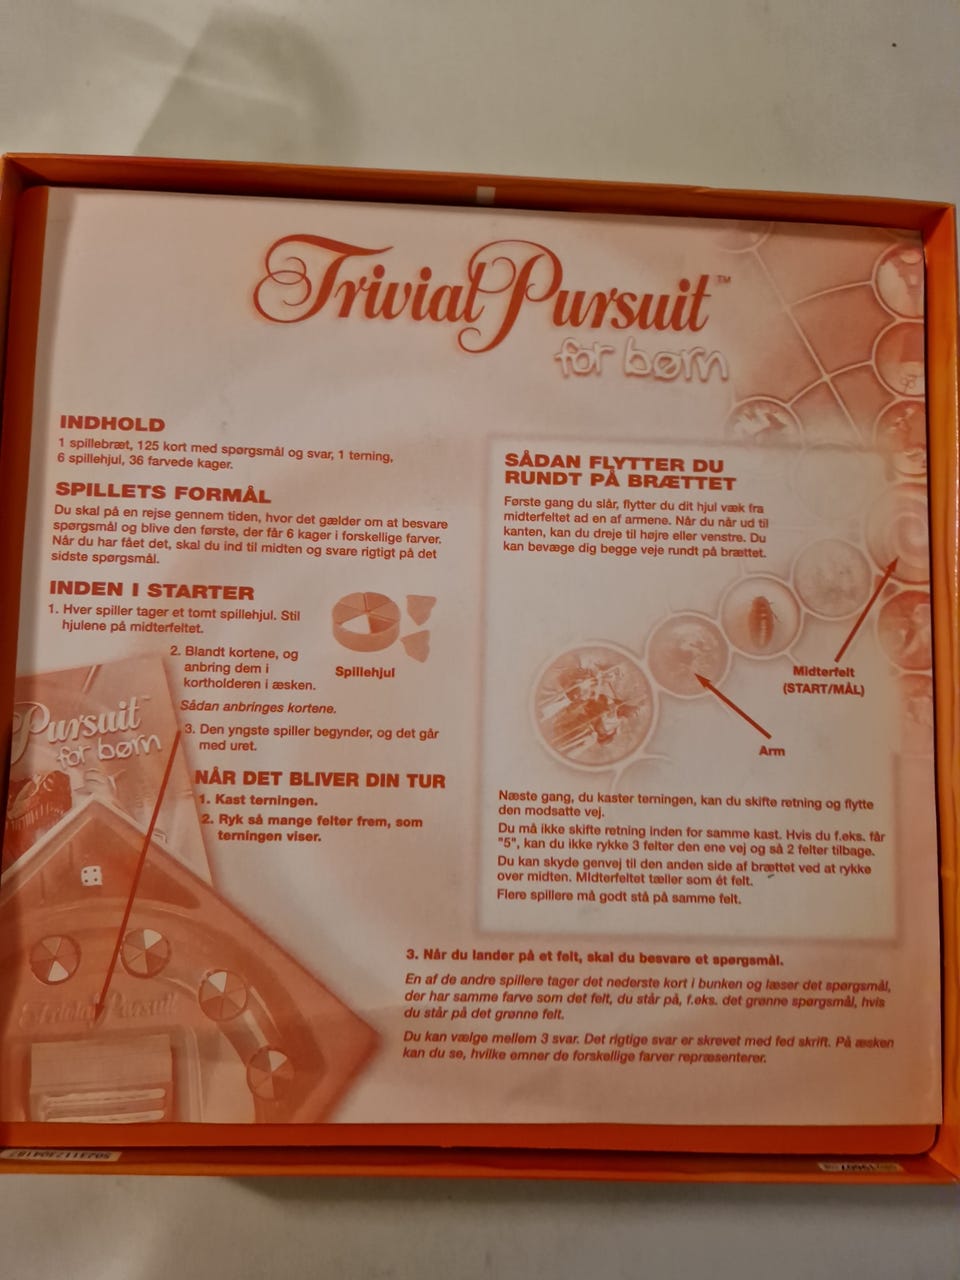 Trivial Pursuit™
for børn
INDHOLD
1 spillebræt, 125 kort med spørgsmål og svar, 1 terning,
6 spillehjul, 36 farvede kager.
SPILLETS FORMÅL
Du skal på en rejse gennem tiden, hvor det gælder om at besvare
spørgsmål og blive den første, der får 6 kager i forskellige farver.
Når du har fået det, skal du ind til midten og svare rigtigt på det
sidste spørgsmål.
INDEN I STARTER
1. Hver spiller tager et tomt spillehjul. Stil
hjulene på midterfeltet.
Spillehjul
2. Blandt kortene, og
anbring dem i
kortholderen i æsken.
Sådan anbringes kortene.
3. Den yngste spiller begynder, og det går
med uret.
Pursuit™
for børn
NÅR DET BLIVER DIN TUR
1. Kast terningen.
2. Ryk så mange felter frem, som
terningen viser.
Trivial Pursuit
SÅDAN FLYTTER DU
RUNDT PÅ BRÆTTET
Første gang du slår, flytter du dit hjul væk fra
midterfeltet ad en af armene. Når du når ud til
kanten, kan du dreje til højre eller venstre. Du
kan bevæge dig begge veje rundt på brættet.
Midterfelt
(START/MÅL)
Arm
Næste gang, du kaster terningen, kan du skifte retning og flytte
den modsatte vej.
Du må ikke skifte retning inden for samme kast. Hvis du f.eks. får
"5", kan du ikke rykke 3 felter den ene vej og så 2 felter tilbage.
Du kan skyde genvej til den anden side af brættet ved at rykke
over midten. Midterfeltet tæller som ét felt.
Flere spillere må godt stå på samme felt.
3. Når du lander på et felt, skal du besvare et spørgsmål.
En af de andre spillere tager det nederste kort i bunken og læser det spørgsmål,
der har samme farve som det felt, du står på, f.eks. det grønne spørgsmål, hvis
du står på det grønne felt.
Du kan vælge mellem 3 svar. Det rigtige svar er skrevet med fed skrift. På æsken
kan du se, hvilke emner de forskellige farver repræsenterer.